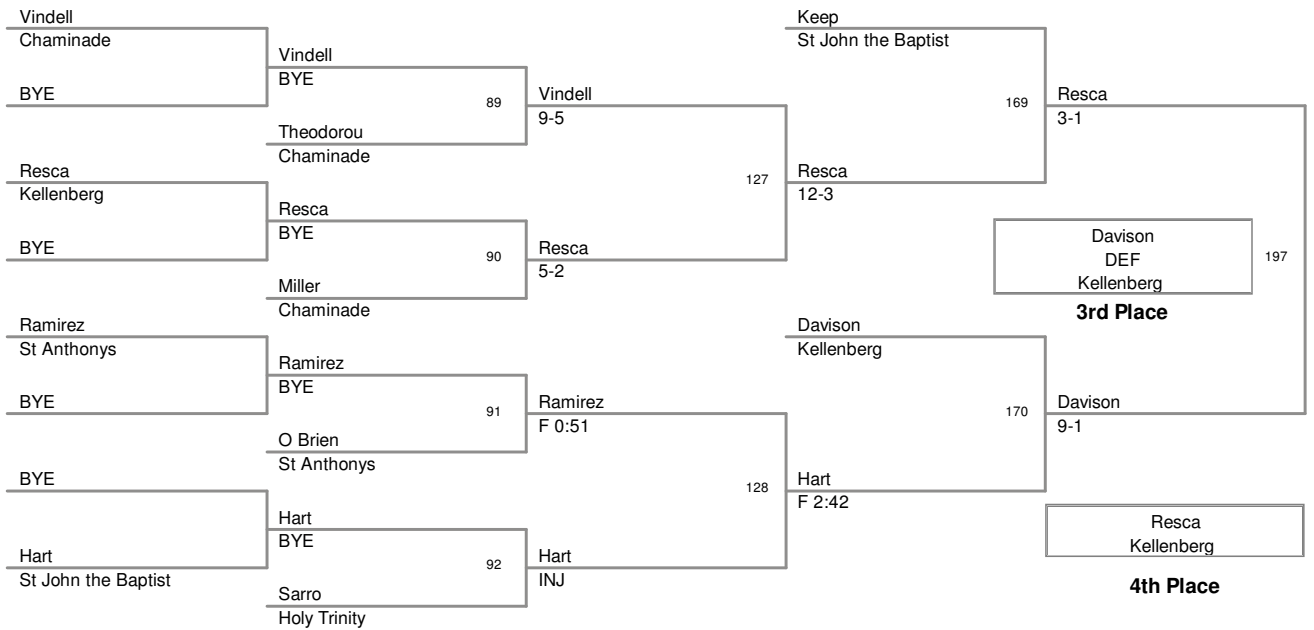 Vindell
Chaminade
BYE
Resca
Kellenberg
BYE
Ramirez
St Anthonys
BYE
BYE
Hart
St John the Baptist
Vindell
BYE
89
Theodorou
Chaminade
Resca
BYE
90
Miller
Chaminade
Ramirez
BYE
91
O Brien
St Anthonys
Hart
BYE
92
Sarro
Holy Trinity
Vindell
9-5
127
Resca
5-2
Ramirez
F 0:51
128
Hart
INJ
Keep
St John the Baptist
169
Resca
12-3
Davison
Kellenberg
170
Hart
F 2:42
Resca
3-1
197
Davison
9-1
Davison
DEF
Kellenberg
3rd Place
Resca
Kellenberg
4th Place